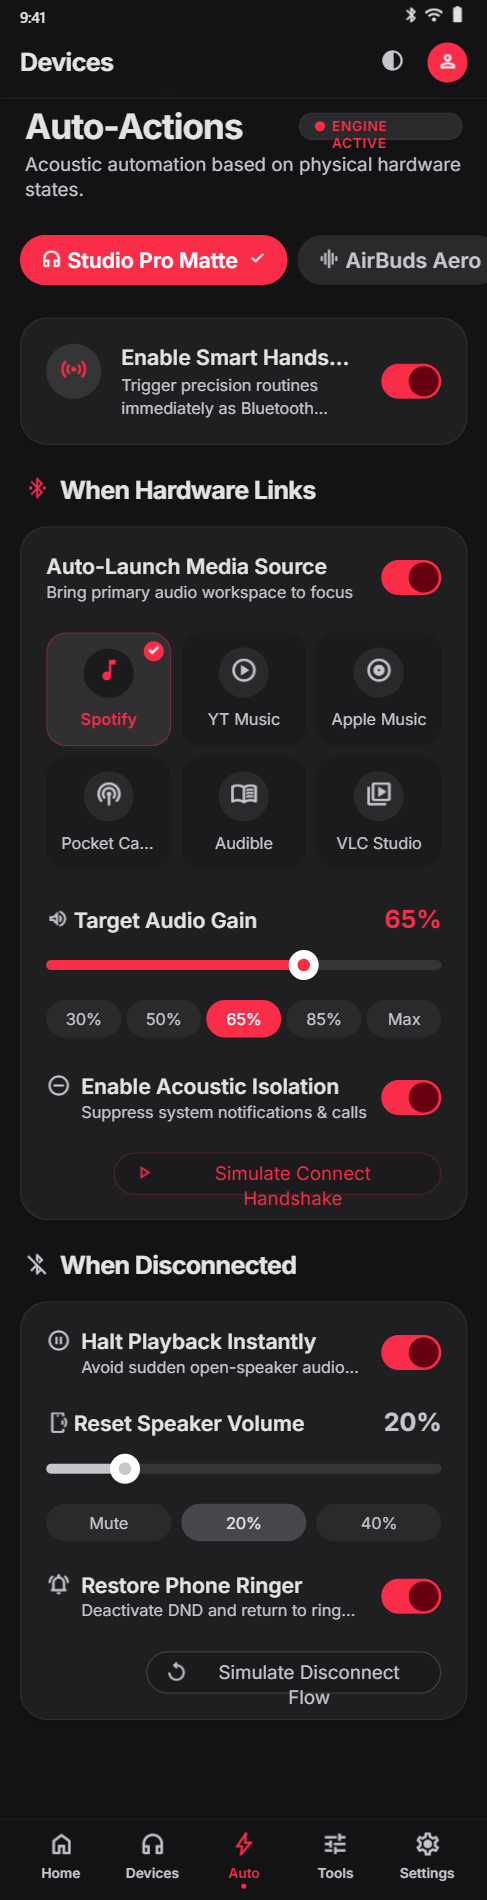 9:41
Devices
Auto-Actions
ENGINE
ACTIVE
Acoustic automation based on physical hardware
states.
Studio Pro Matte
AirBuds Aero
Enable Smart Hands...
Trigger precision routines
immediately as Bluetooth...
When Hardware Links
Auto-Launch Media Source
Bring primary audio workspace to focus
Spotify
YT Music
Apple Music
Pocket Ca...
Audible
VLC Studio
Target Audio Gain
65%
30%
50%
65%
85%
Max
Enable Acoustic Isolation
Suppress system notifications & calls
Simulate Connect
Handshake
When Disconnected
Halt Playback Instantly
Avoid sudden open-speaker audio...
Reset Speaker Volume
20%
Mute
20%
40%
Restore Phone Ringer
Deactivate DND and return to ring...
Simulate Disconnect
Flow
Home
Devices
Auto
Tools
Settings